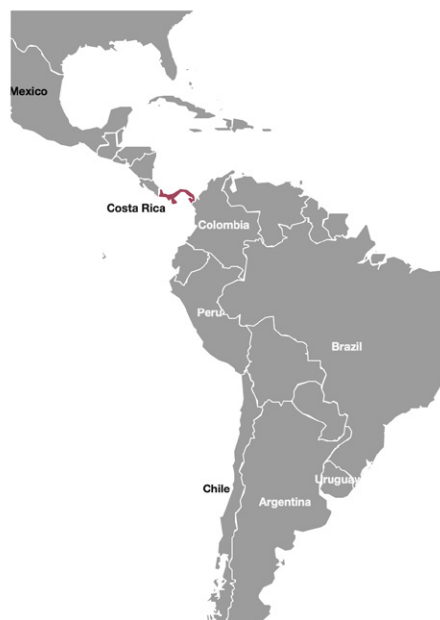 Mexico
Costa Rica
Colombia
Peru
Brazil
Chile
Uruguay
Argentina